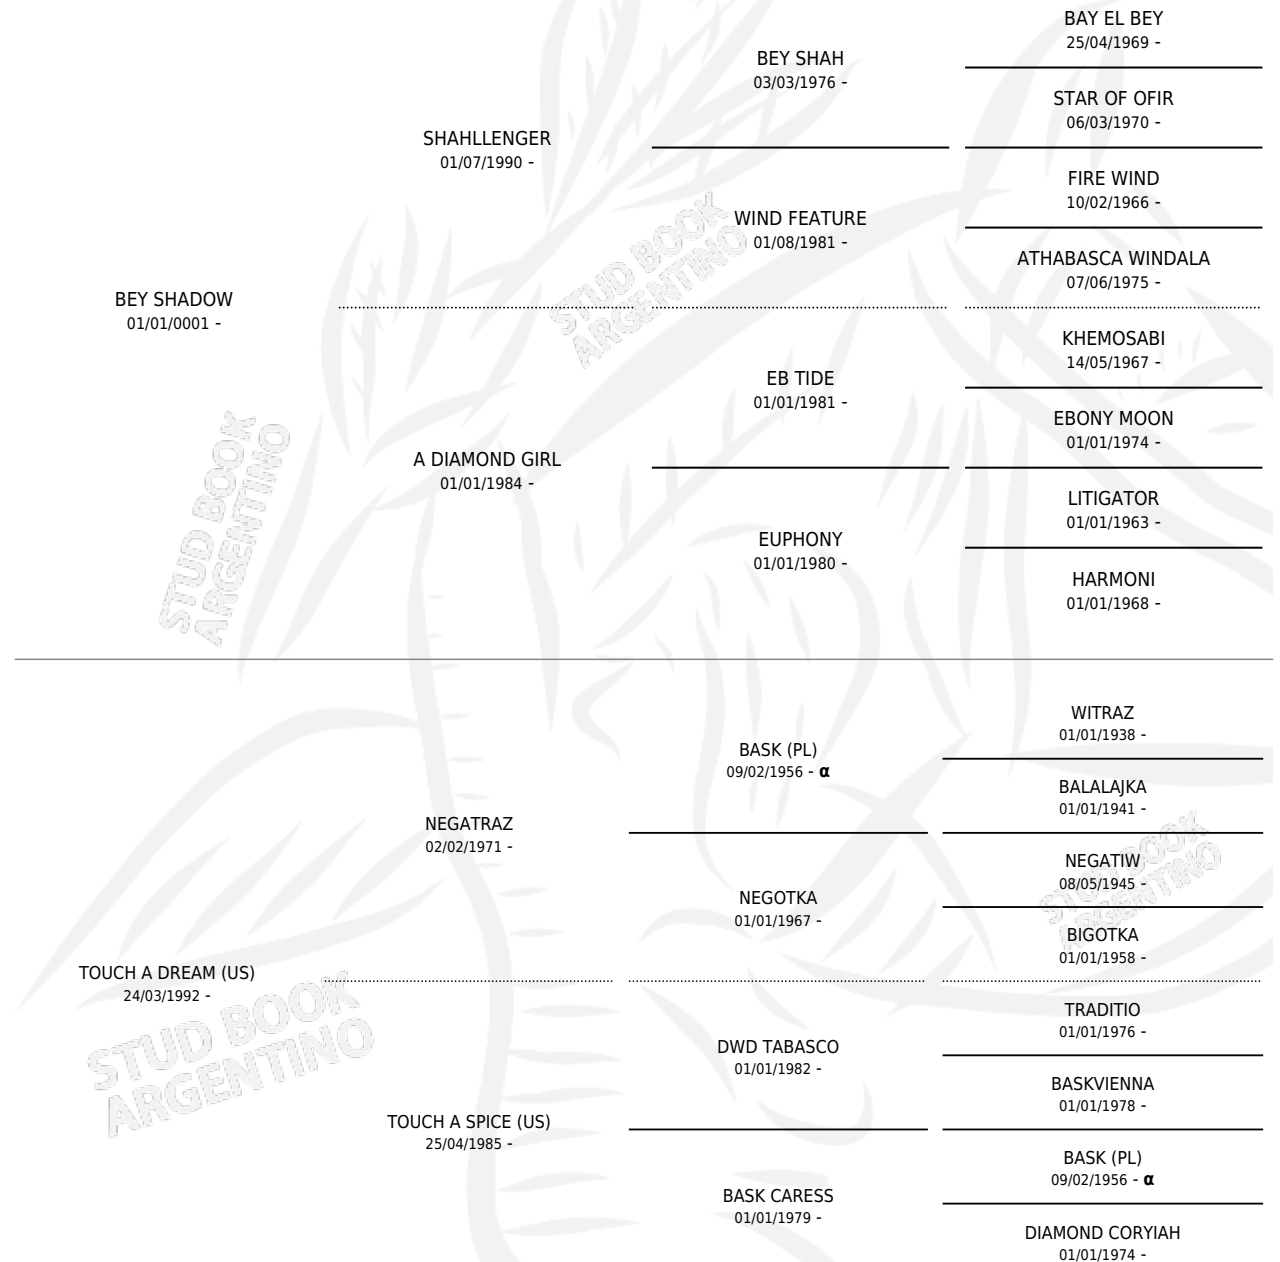 BAY EL BEY
25/04/1969 -
BEY SHAH
03/03/1976 -
STAR OF OFIR
06/03/1970 -
SHAHLLENGER
01/07/1990 -
FIRE WIND
10/02/1966 -
WIND FEATURE
01/08/1981 -
ATHABASCA WINDALA
07/06/1975 -
BEY SHADOW
01/01/0001 -
KHEMOSABI
14/05/1967 -
EB TIDE
01/01/1981 -
EBONY MOON
01/01/1974 -
A DIAMOND GIRL
01/01/1984 -
LITIGATOR
01/01/1963 -
EUPHONY
01/01/1980 -
HARMONI
01/01/1968 -
STUD BOOK
ARGENTINO
STUD BOOK
ARGENTINO
WITRAZ
01/01/1938 -
BASK (PL)
09/02/1956 - α
BALALAJKA
01/01/1941 -
NEGATRAZ
02/02/1971 -
NEGATIW
08/05/1945 -
NEGOTKA
01/01/1967 -
BIGOTKA
01/01/1958 -
TOUCH A DREAM (US)
24/03/1992 -
TRADITIO
01/01/1976 -
DWD TABASCO
01/01/1982 -
BASKVIENNA
01/01/1978 -
TOUCH A SPICE (US)
25/04/1985 -
BASK (PL)
09/02/1956 - α
BASK CARESS
01/01/1979 -
DIAMOND CORYIAH
01/01/1974 -
STUD BOOK
ARGENTINO
STUD BOOK
ARGENTINO